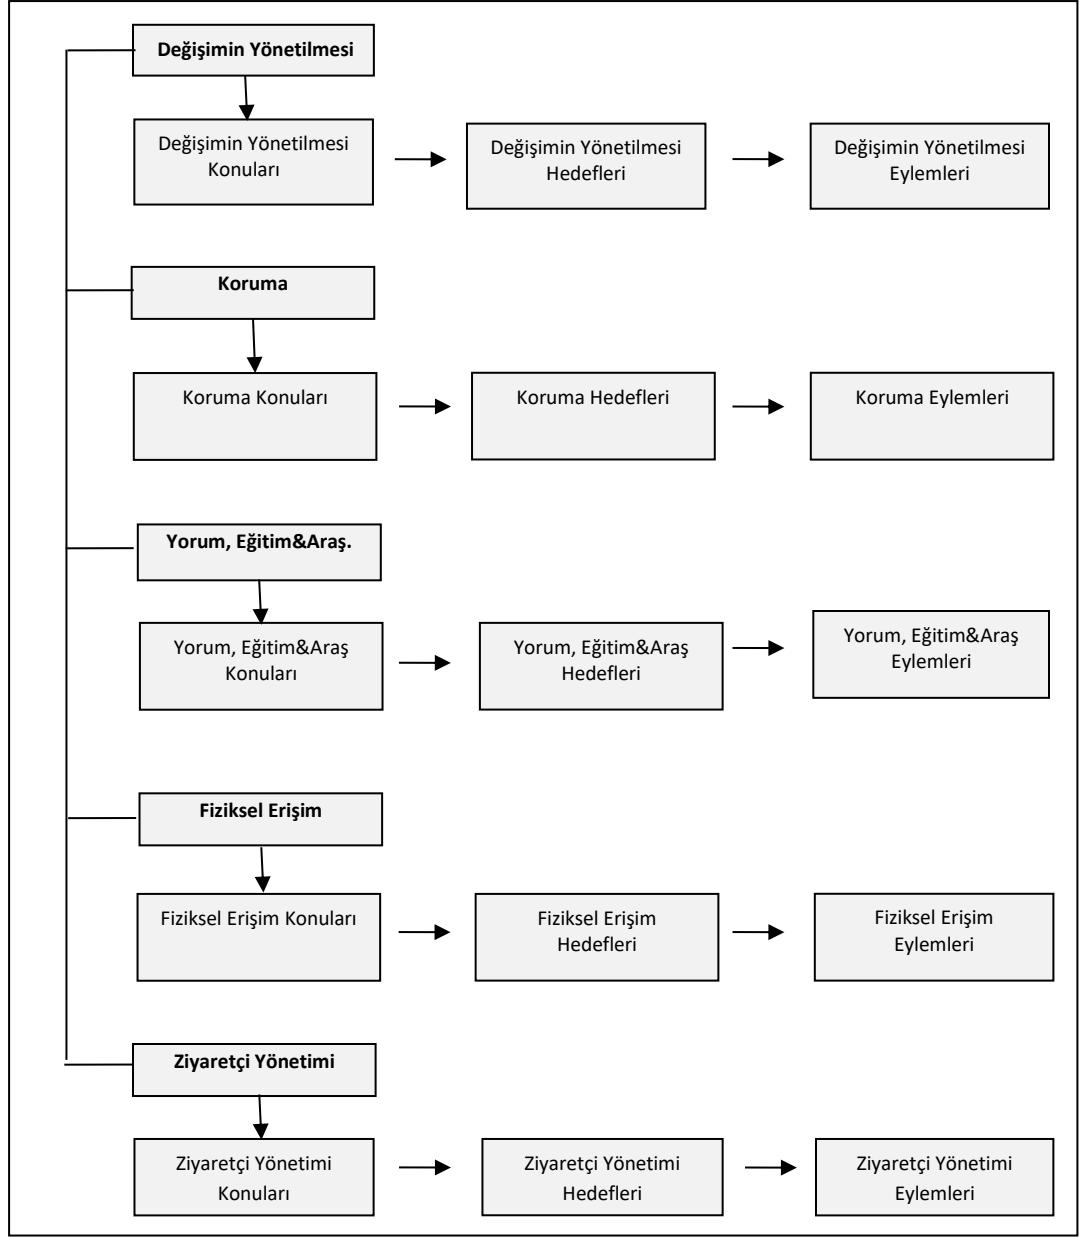 Değişimin Yönetilmesi
Değişimin Yönetilmesi
Konuları
Değişimin Yönetilmesi
Hedefleri
Değişimin Yönetilmesi
Eylemleri
Koruma
Koruma Konuları
Koruma Hedefleri
Koruma Eylemleri
Yorum, Eğitim&Araş.
Yorum, Eğitim&Araş
Konuları
Yorum, Eğitim&Araş
Hedefleri
Yorum, Eğitim&Araş
Eylemleri
Fiziksel Erişim
Fiziksel Erişim Konuları
Fiziksel Erişim
Hedefleri
Fiziksel Erişim
Eylemleri
Ziyaretçi Yönetimi
Ziyaretçi Yönetimi
Konuları
Ziyaretçi Yönetimi
Hedefleri
Ziyaretçi Yönetimi
Eylemleri